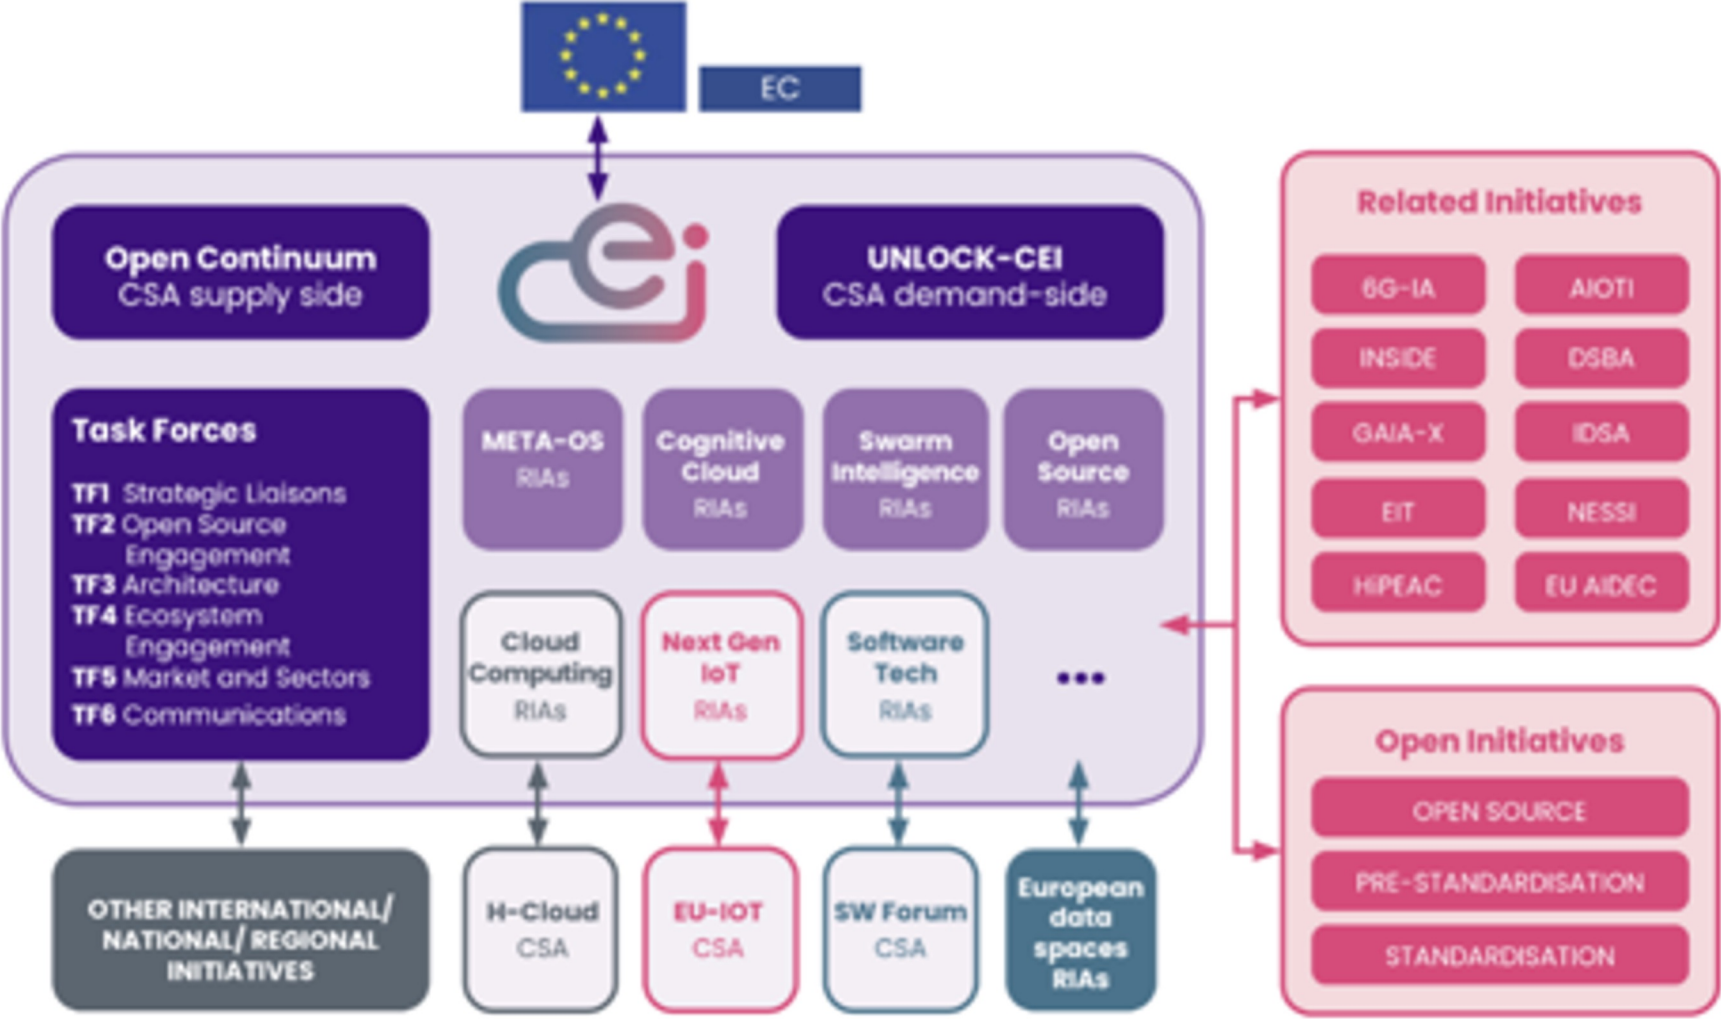 EC
Open Continuum
CSA supply side
cei
UNLOCK-CEI
CSA demand-side
Task Forces
TF1 Strategic Liaisons
TF2 Open Source
Engagement
TF3 Architecture
TF4 Ecosystem
Engagement
TF5 Market and Sectors
TF6 Communications
META-OS
RIAs
Cognitive
Cloud
RIAs
Swarm
Intelligence
RIAs
Open
Source
RIAs
Cloud
Computing
RIAs
Next Gen
IoT
RIAs
Software
Tech
RIAs
...
OTHER INTERNATIONAL/
NATIONAL/ REGIONAL
INITIATIVES
H-Cloud
CSA
EU-IOT
CSA
SW Forum
CSA
European
data
spaces
RIAs
Related Initiatives
6G-IA
AIOTI
INSIDE
DSBA
GAIA-X
IDSA
EIT
NESSI
HiPEAC
EU AIDEC
Open Initiatives
OPEN SOURCE
PRE-STANDARDISATION
STANDARDISATION